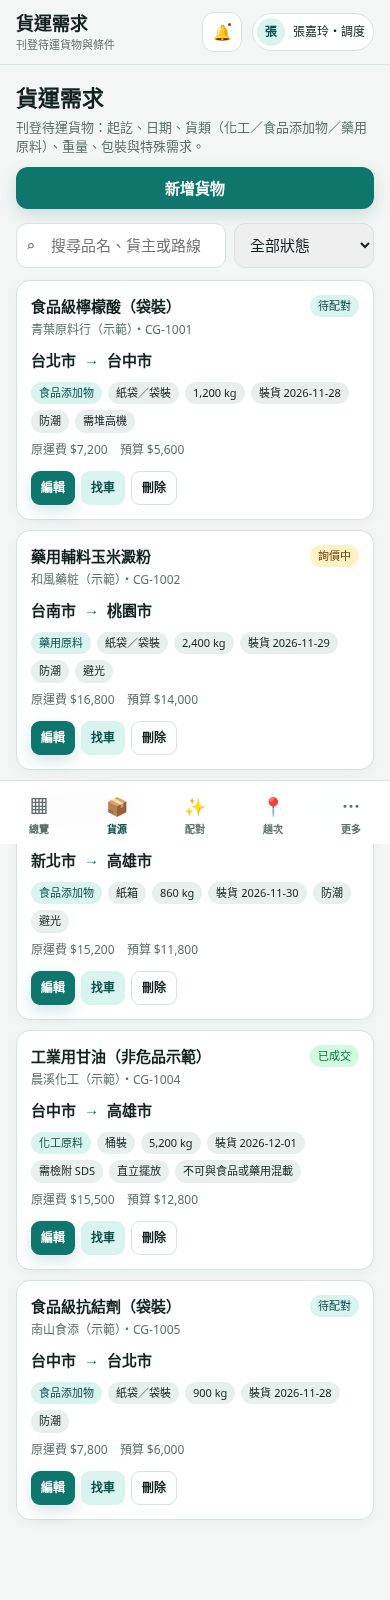 貨運需求
刊登待運貨物與條件
張
張嘉玲・調度
貨運需求
刊登待運貨物：起訖、日期、貨類（化工／食品添加物／藥用
原料）、重量、包裝與特殊需求。
新增貨物
搜尋品名、貨主或路線
全部狀態
食品級檸檬酸（袋裝）
待配對
青葉原料行（示範）・CG-1001
台北市 → 台中市
食品添加物 紙袋／袋裝 1,200 kg 裝貨 2026-11-28
防潮 需堆高機
原運費 $7,200 預算 $5,600
編輯 找車 刪除
藥用輔料玉米澱粉
詢價中
和風藥粧（示範）・CG-1002
台南市 → 桃園市
藥用原料 紙袋／袋裝 2,400 kg 裝貨 2026-11-29
防潮 避光
原運費 $16,800 預算 $14,000
編輯 找車 刪除
總覽 貨源 配對 趟次 更多
新北市 → 高雄市
食品添加物 紙箱 860 kg 裝貨 2026-11-30 防潮
避光
原運費 $15,200 預算 $11,800
編輯 找車 刪除
工業用甘油（非危品示範）
已成交
晨溪化工（示範）・CG-1004
台中市 → 高雄市
化工原料 桶裝 5,200 kg 裝貨 2026-12-01
需檢附 SDS 直立擺放 不可與食品或藥用混載
原運費 $15,500 預算 $12,800
編輯 找車 刪除
食品級抗結劑（袋裝）
待配對
南山食添（示範）・CG-1005
台中市 → 台北市
食品添加物 紙袋／袋裝 900 kg 裝貨 2026-11-28
防潮
原運費 $7,800 預算 $6,000
編輯 找車 刪除